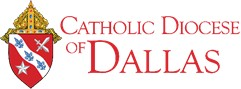 CATHOLIC DIOCESE
OF DALLAS